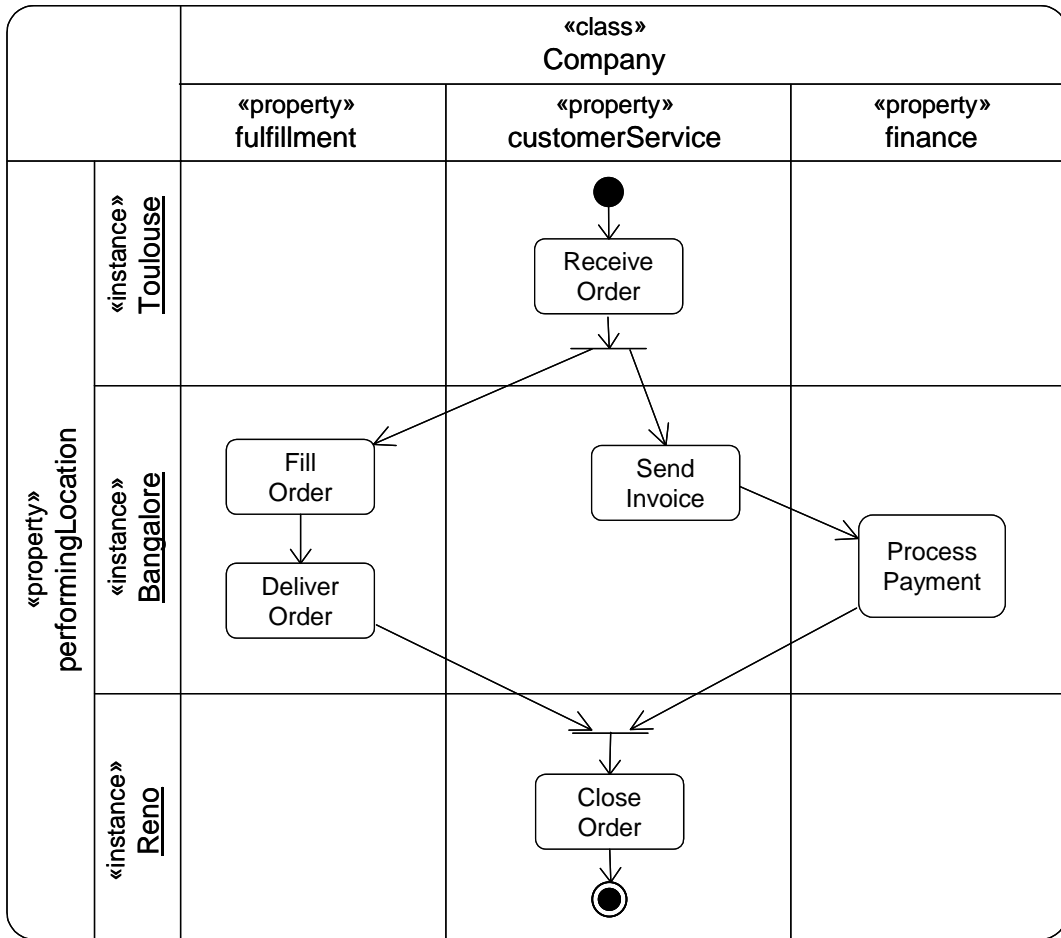 «class»
Company
«property»
fulfillment
«property»
customerService
«property»
finance
«property»
performingLocation
«instance»
Toulouse
Receive
Order
«instance»
Bangalore
Fill
Order
Send
Invoice
Deliver
Order
Process
Payment
«instance»
Reno
Close
Order